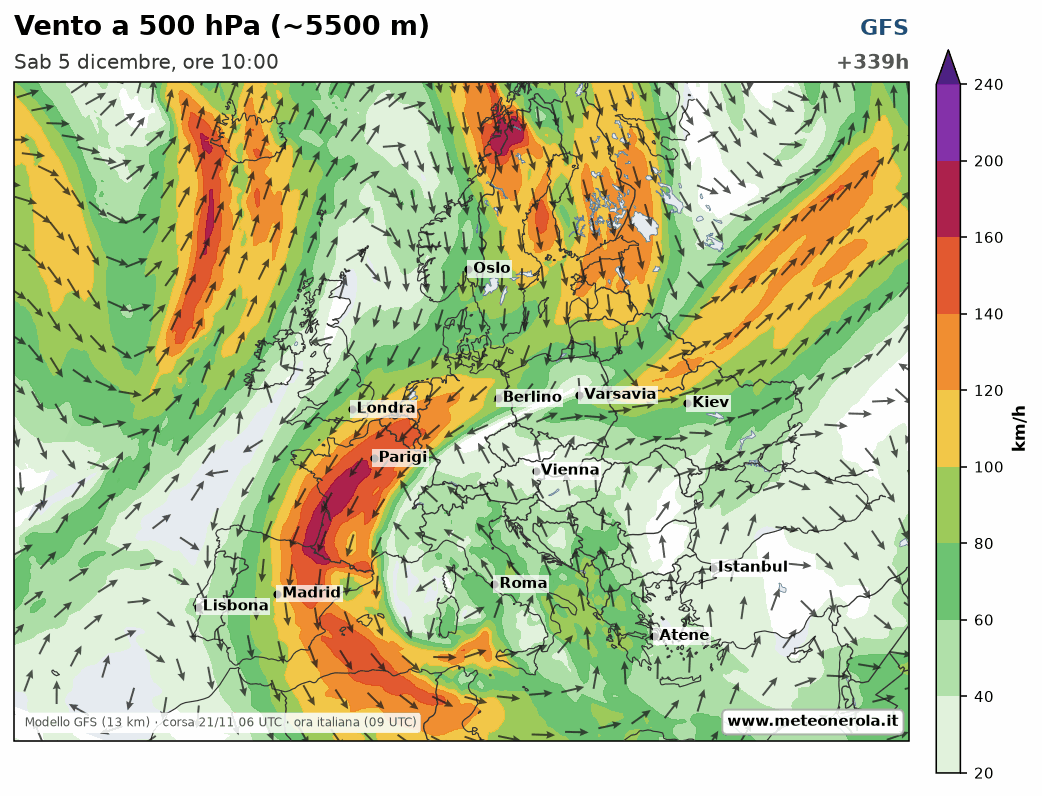 Vento a 500 hPa (~5500 m)
GFS
Sab 5 dicembre, ore 10:00
+339h
240
200
160
140
120
100
80
60
40
20
km/h
Oslo
Berlino
Varsavia
Kiev
Londra
Parigi
Vienna
Istanbul
Roma
Madrid
Lisbona
Atene
Modello GFS (13 km) · corsa 21/11 06 UTC · ora italiana (09 UTC)
www.meteonerola.it